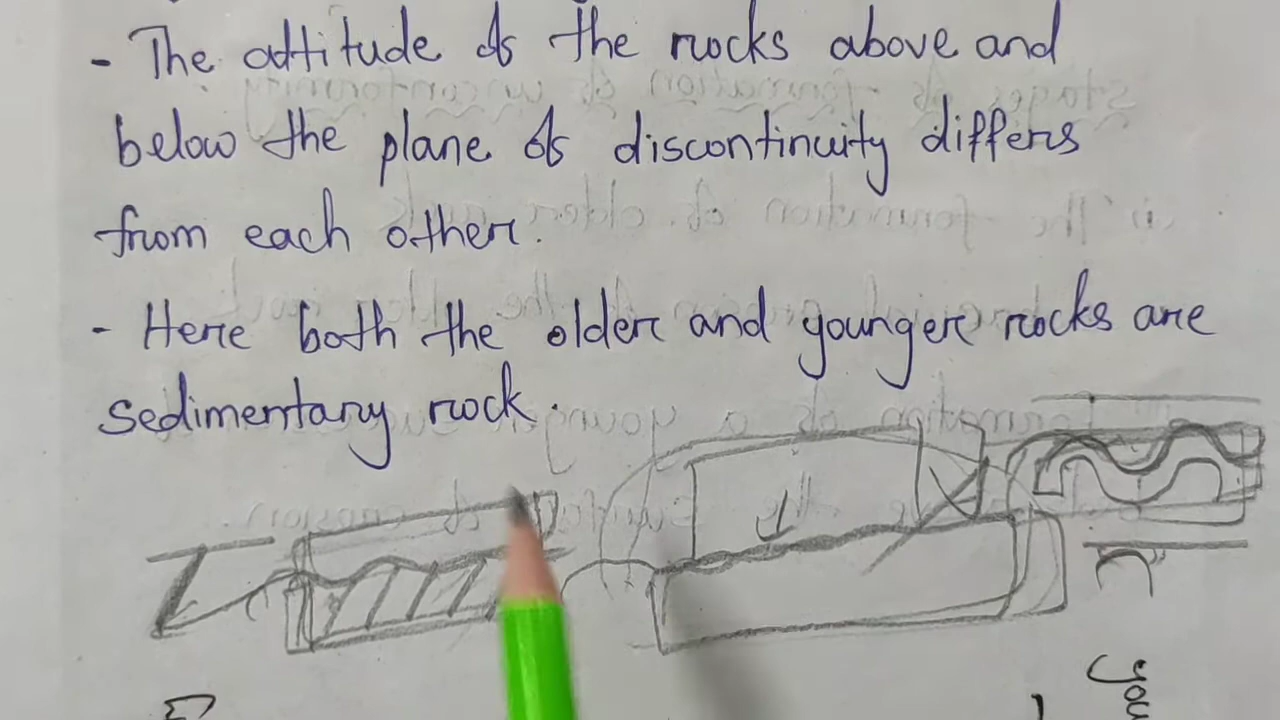 - The attitude of the rocks above and
below the plane of discontinuity differs
from each other.
- Here both the older and younger rocks are
sedimentary rock.
y
you